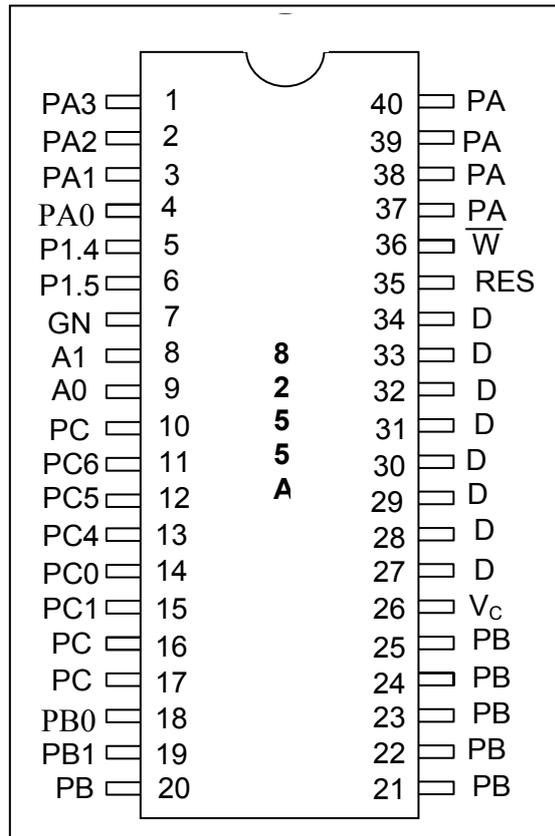 PA3 1 40 PA
PA2 2 39 PA
PA1 3 38 PA
PA0 4 37 PA
P1.4 5 36 W̅
P1.5 6 35 RES
GN 7 34 D
A1 8 33 D
A0 9 32 D
PC 10 31 D
PC6 11 30 D
PC5 12 29 D
PC4 13 28 D
PC0 14 27 D
PC1 15 26 VC
PC 16 25 PB
PC 17 24 PB
PB0 18 23 PB
PB1 19 22 PB
PB 20 21 PB
8
2
5
5
A